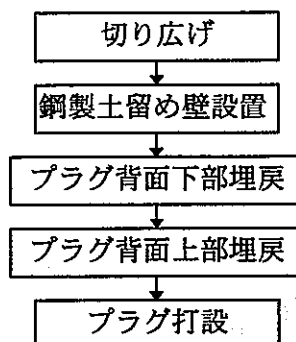 切り広げ
鋼製土留め壁設置
プラグ背面下部埋戻
プラグ背面上部埋戻
プラグ打設